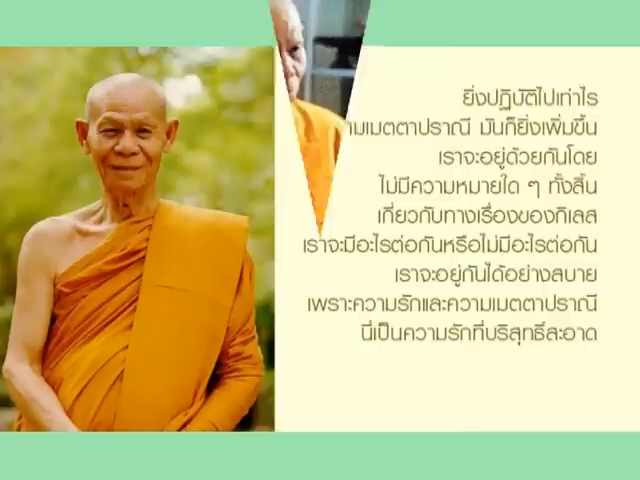 ยิ่งปฏิบัติไปเท่าไร
เมตตาปราณี มันก็ยิ่งเพิ่มขึ้น
เราจะอยู่ด้วยกันโดย
ไม่มีความหมายใด ๆ ทั้งสิ้น
เกี่ยวกับทางเรื่องของกิเลส
เราจะมีอะไรต่อกันหรือไม่มีอะไรต่อกัน
เราจะอยู่กันได้อย่างสบาย
เพราะความรักและความเมตตาปราณี
นี่เป็นความรักที่บริสุทธิ์สะอาด